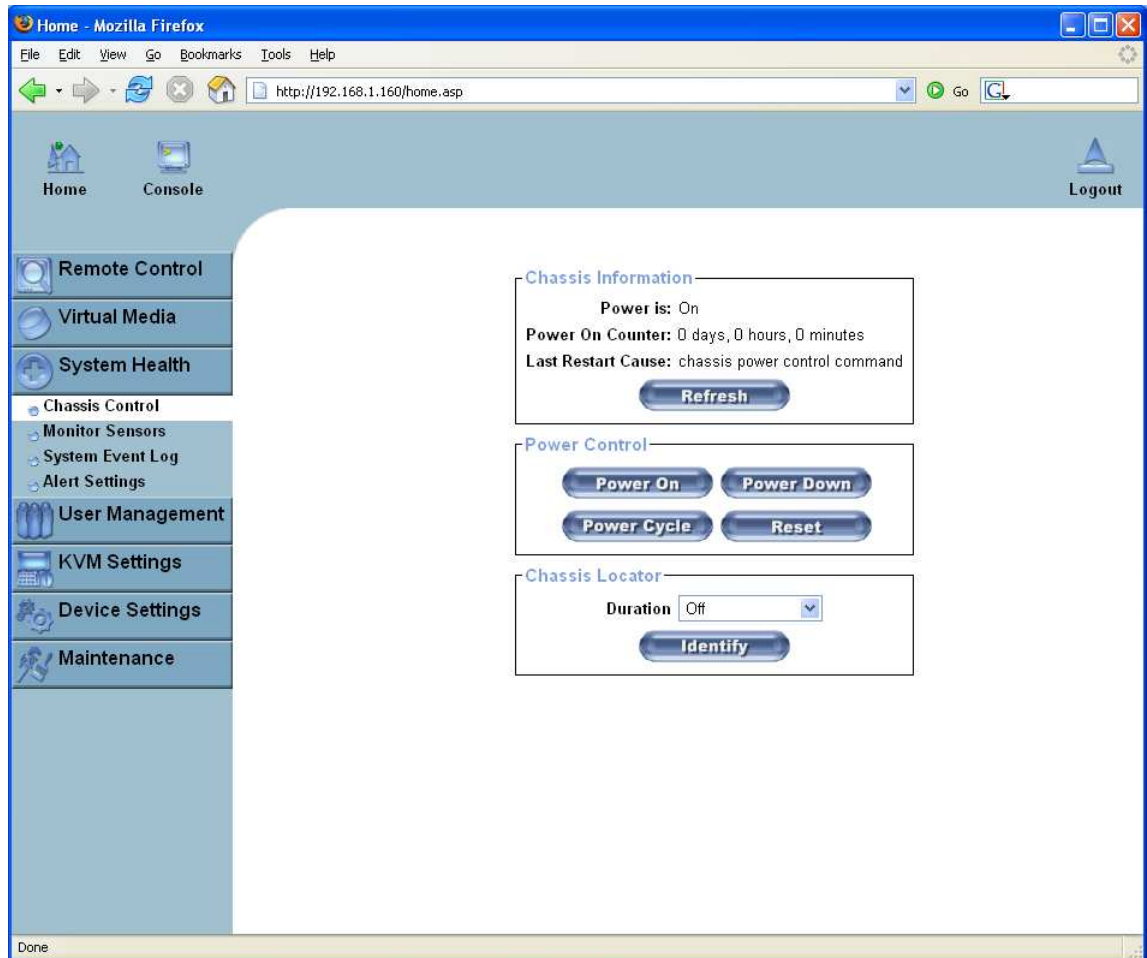 Home - Mozilla Firefox
File Edit View Go Bookmarks Tools Help
http://192.168.1.160/home.asp
Go
G
Home
Console
Logout
Remote Control
Virtual Media
System Health
Chassis Control
Monitor Sensors
System Event Log
Alert Settings
User Management
KVM Settings
Device Settings
Maintenance
Chassis Information
Power is: On
Power On Counter: 0 days, 0 hours, 0 minutes
Last Restart Cause: chassis power control command
Refresh
Power Control
Power On Power Down
Power Cycle Reset
Chassis Locator
Duration Off
Identify
Done